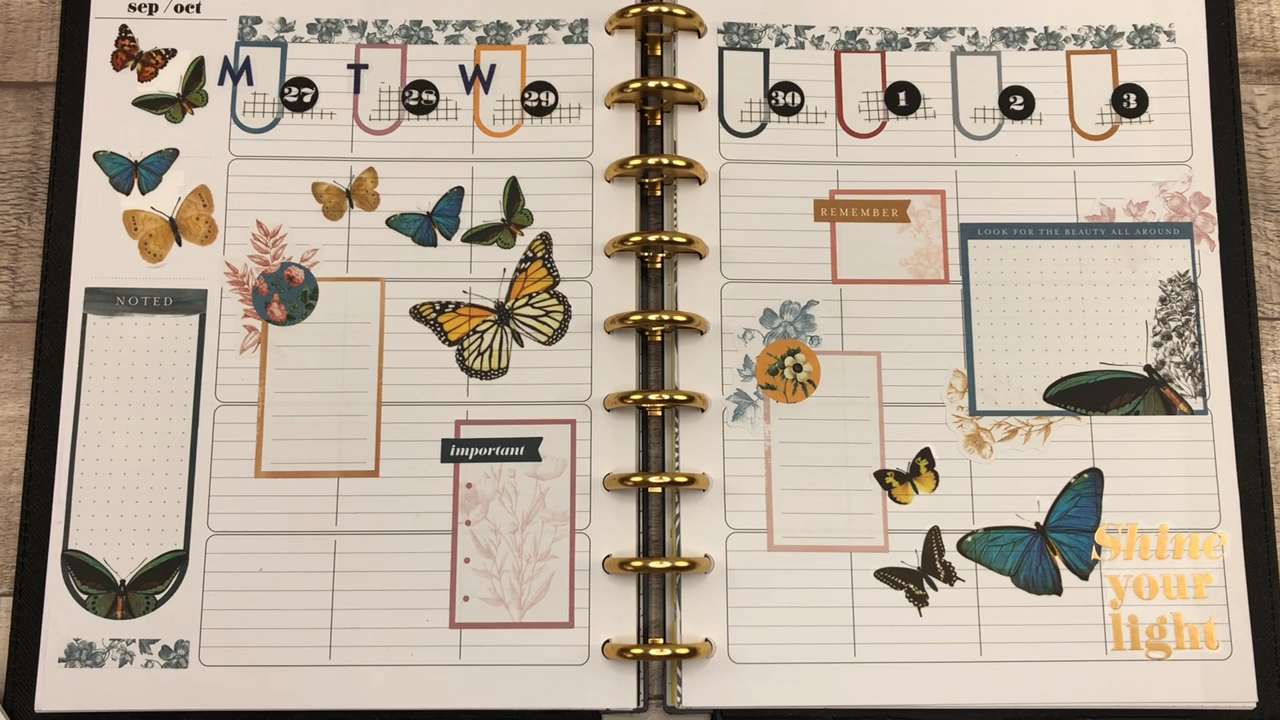 sep/oct
M 27 T 28 W 29 30 1 2 3
REMEMBER
LOOK FOR THE BEAUTY ALL AROUND
NOTED
important
Shine
your
light